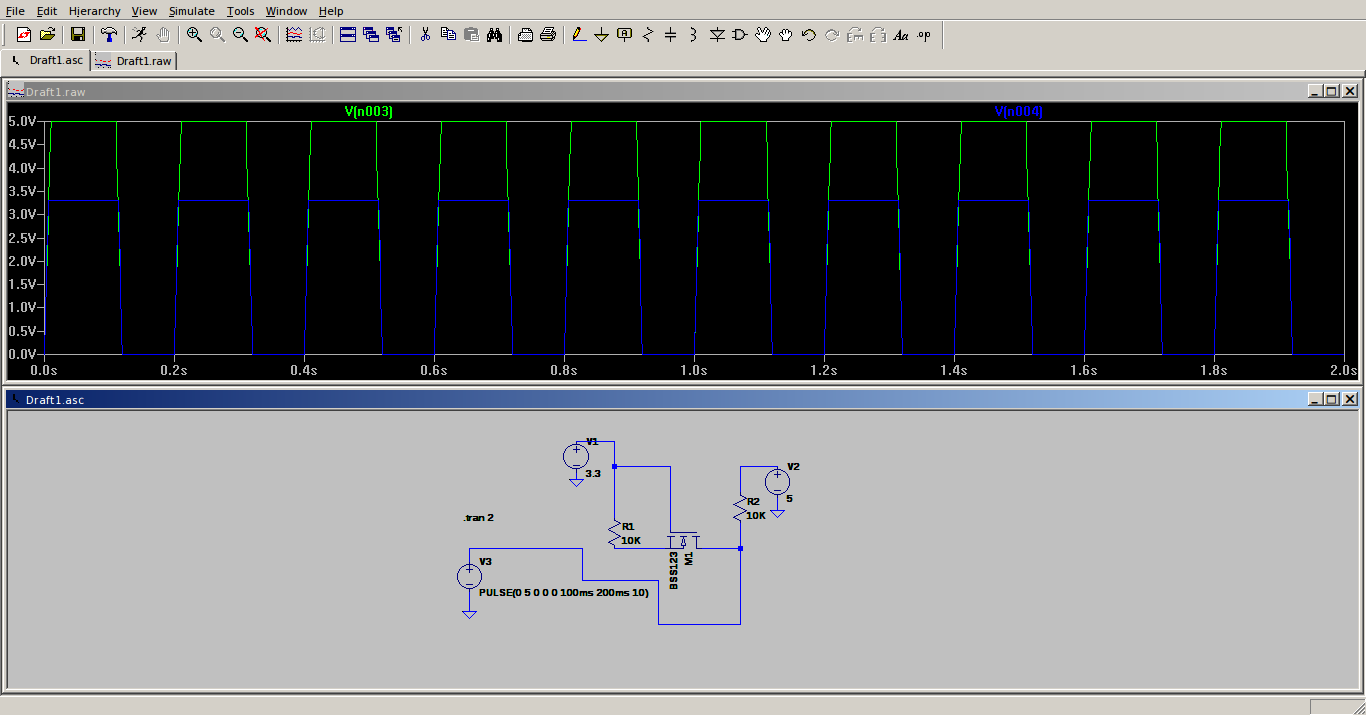 File Edit Hierarchy View Simulate Tools Window Help
Aa .op
Draft1.asc Draft1.raw
Draft1.raw
V(n003) V(n004)
5.0V
4.5V
4.0V
3.5V
3.0V
2.5V
2.0V
1.5V
1.0V
0.5V
0.0V
0.0s 0.2s 0.4s 0.6s 0.8s 1.0s 1.2s 1.4s 1.6s 1.8s 2.0s
Draft1.asc
V1
3.3
V2
5
R2
10K
.tran 2
R1
10K
BSS123
M1
V3
PULSE(0 5 0 0 0 100ms 200ms 10)